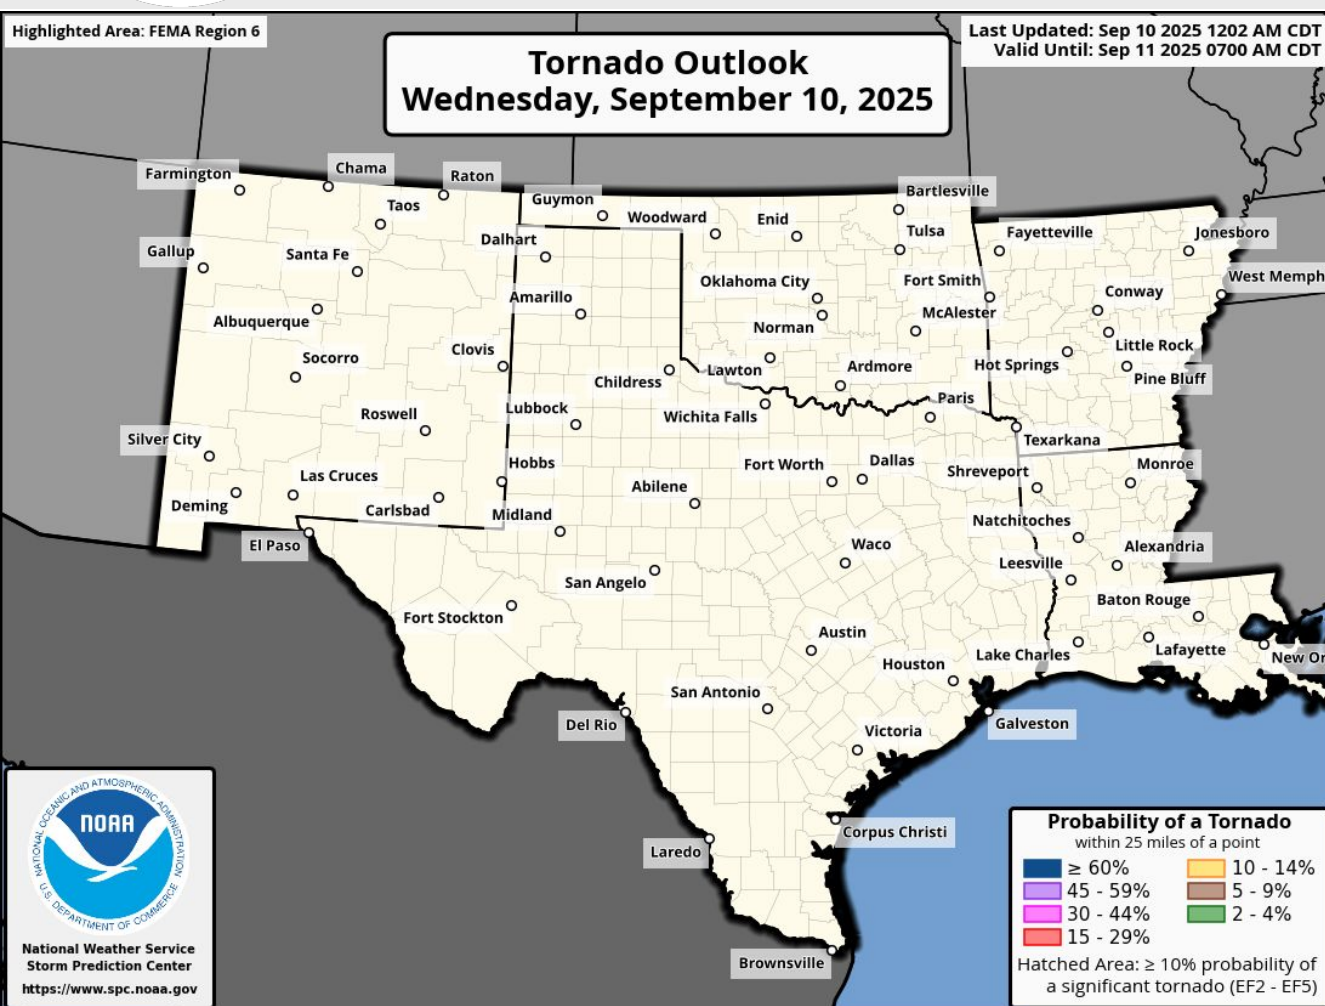 Highlighted Area: FEMA Region 6
Last Updated: Sep 10 2025 1202 AM CDT
Valid Until: Sep 11 2025 0700 AM CDT
Tornado Outlook
Wednesday, September 10, 2025
Farmington
Chama
Raton
Taos
Guymon
Woodward
Enid
Bartlesville
Tulsa
Fayetteville
Jonesboro
Gallup
Santa Fe
Dalhart
Oklahoma City
Fort Smith
West Memph
Amarillo
Conway
Albuquerque
Norman
McAlester
Little Rock
Socorro
Clovis
Childress
Lawton
Ardmore
Hot Springs
Pine Bluff
Roswell
Lubbock
Wichita Falls
Paris
Silver City
Texarkana
Las Cruces
Hobbs
Fort Worth
Dallas
Shreveport
Monroe
Deming
Carlsbad
Abilene
Midland
Natchitoches
El Paso
Waco
Alexandria
San Angelo
Leesville
Fort Stockton
Baton Rouge
Austin
Lake Charles
Lafayette
New Or
Houston
San Antonio
Del Rio
Victoria
Galveston
Corpus Christi
Laredo
Brownsville
NATIONAL OCEANIC AND ATMOSPHERIC ADMINISTRATION
NOAA
U.S. DEPARTMENT OF COMMERCE
National Weather Service
Storm Prediction Center
https://www.spc.noaa.gov
Probability of a Tornado
within 25 miles of a point
≥ 60%
10 - 14%
45 - 59%
5 - 9%
30 - 44%
2 - 4%
15 - 29%
Hatched Area: ≥ 10% probability of
a significant tornado (EF2 - EF5)